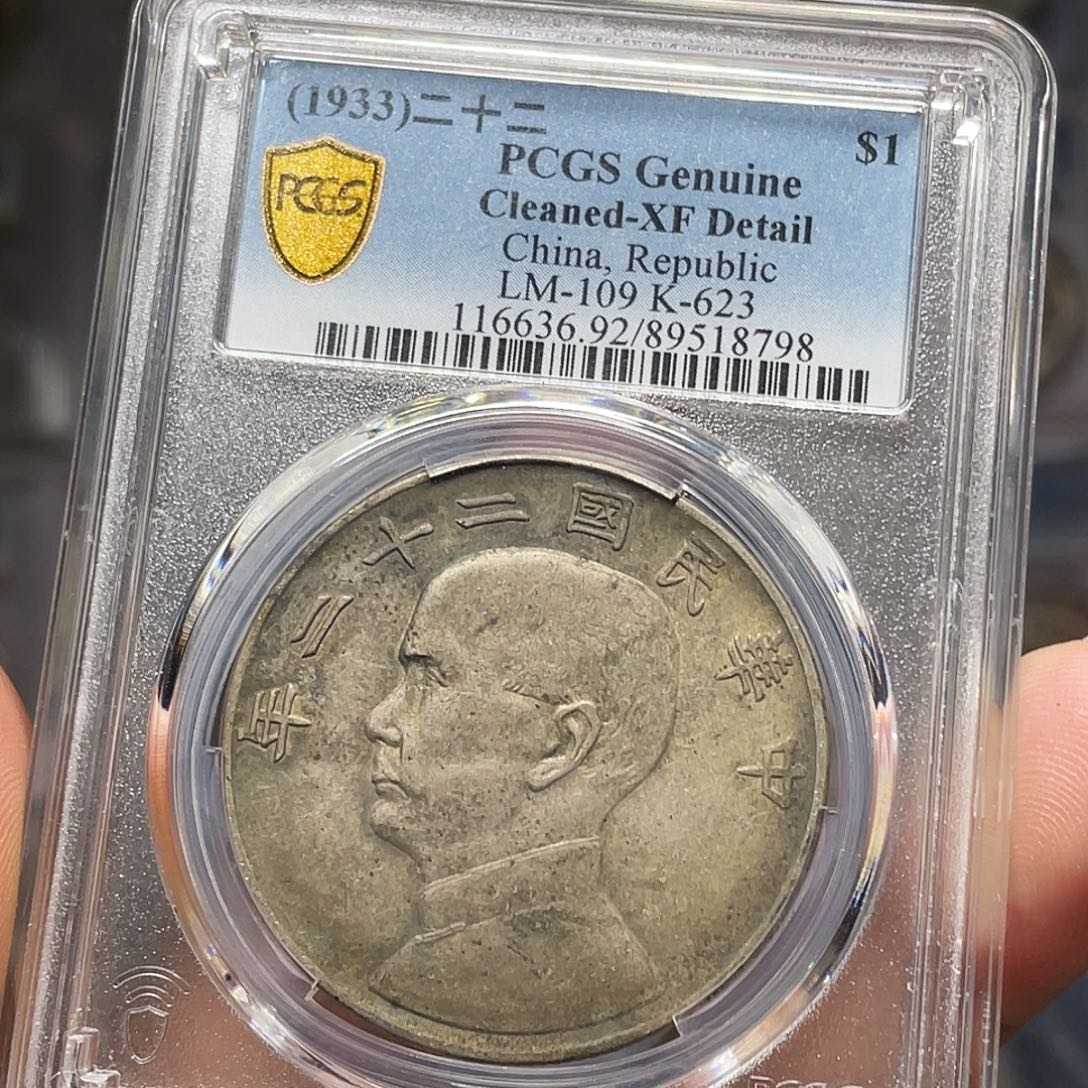 (1933)二十二
$1
PCGS
PCGS Genuine
Cleaned-XF Detail
China, Republic
LM-109 K-623
116636.92/89518798
年二十二國民華中